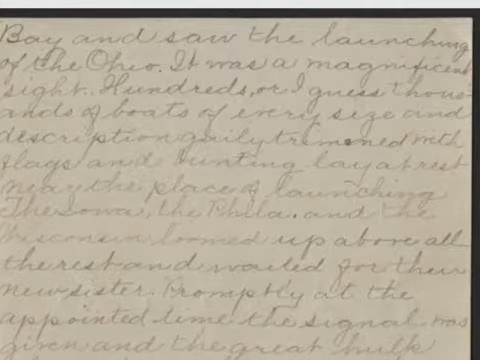 Bay and saw the launching
of the Ohio. It was a magnificent
sight. Hundreds, or I guess thous-
ands of boats of every size and
description gaily trimmed with
flags and bunting lay at rest
near the place of launching
The Iowa, the Phila. and the
Wisconsin loomed up above all
the rest and waited for their
new sister. Promptly at the
appointed time the signal was
given and the great hulk